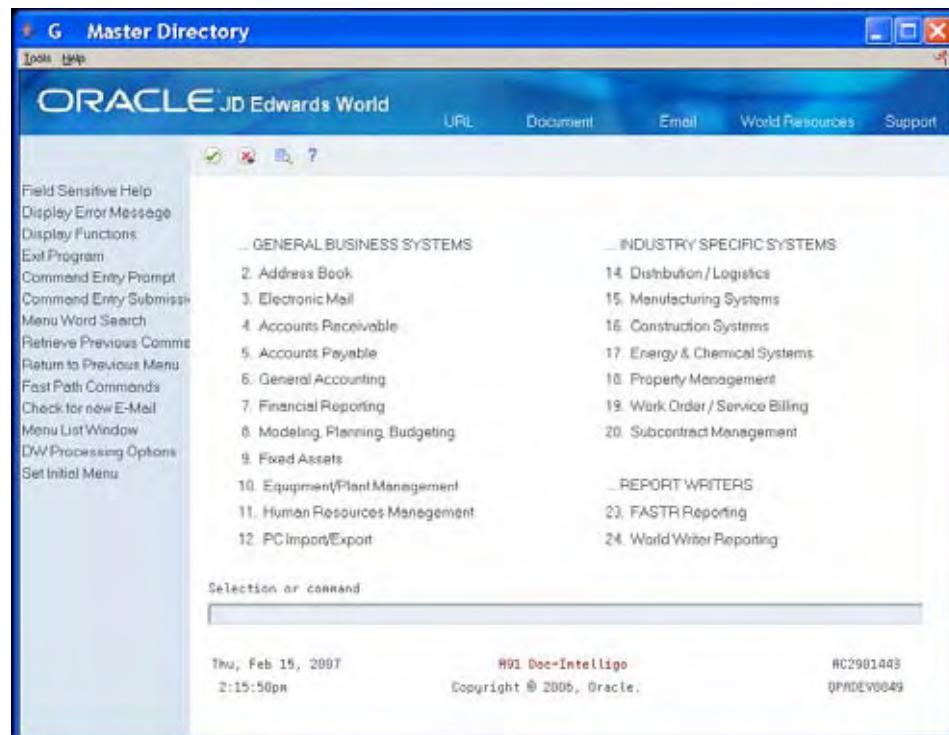 G Master Directory
Tools Help
ORACLE JD Edwards World
URL Document Email World Resources Support
?
Field Sensitive Help
Display Error Message
Display Functions
Exit Program
Command Entry Prompt
Command Entry Submissi
Menu Word Search
Retrieve Previous Comma
Return to Previous Menu
Fast Path Commands
Check for new E-Mail
Menu List Window
DW Processing Options
Set Initial Menu
... GENERAL BUSINESS SYSTEMS
2. Address Book
3. Electronic Mail
4. Accounts Receivable
5. Accounts Payable
6. General Accounting
7. Financial Reporting
8. Modeling, Planning, Budgeting
9. Fixed Assets
10. Equipment/Plant Management
11. Human Resources Management
12. PC Import/Export
... INDUSTRY SPECIFIC SYSTEMS
14. Distribution / Logistics
15. Manufacturing Systems
16. Construction Systems
17. Energy & Chemical Systems
18. Property Management
19. Work Order / Service Billing
20. Subcontract Management
... REPORT WRITERS
23. FASTR Reporting
24. World Writer Reporting
Selection or command
Thu, Feb 15, 2007 A91 Doc-Intelligo AC2901443
2:15:50pm Copyright © 2006, Oracle. QPADEV0049